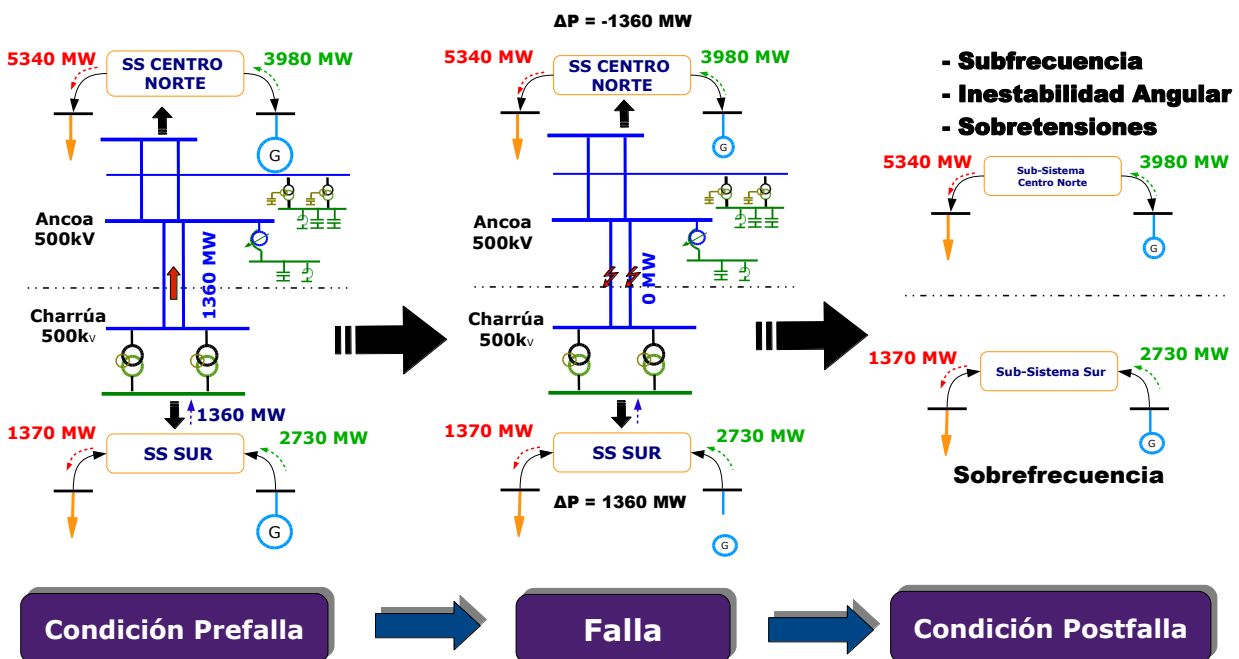 5340 MW
SS CENTRO
NORTE
3980 MW
G
Ancoa
500kV
1360 MW
Charrúa
500kv
1360 MW
1370 MW
SS SUR
2730 MW
G
Condición Prefalla
ΔP = -1360 MW
5340 MW
SS CENTRO
NORTE
3980 MW
G
Ancoa
500kV
0 MW
Charrúa
500kv
1370 MW
SS SUR
2730 MW
ΔP = 1360 MW
G
Falla
- Subfrecuencia
- Inestabilidad Angular
- Sobretensiones
5340 MW
Sub-Sistema
Centro Norte
3980 MW
G
1370 MW
Sub-Sistema Sur
2730 MW
G
Sobrefrecuencia
Condición Postfalla